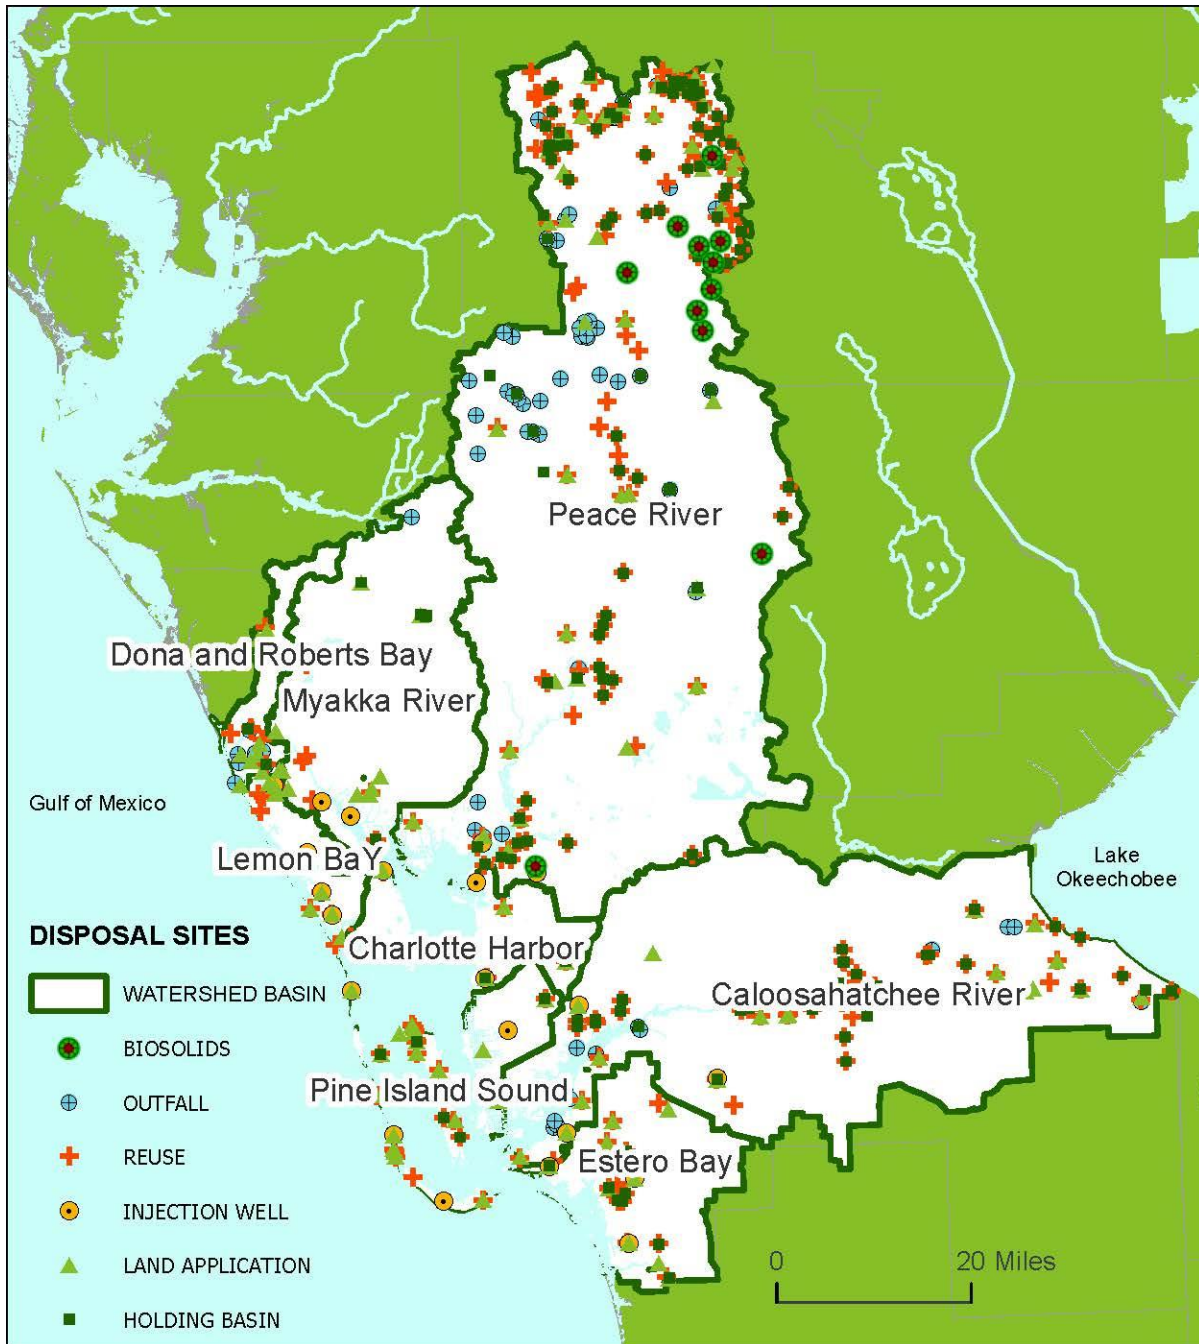 Peace River
Dona and Roberts Bay
Myakka River
Gulf of Mexico
Lemon BaY
Lake
Okeechobee
DISPOSAL SITES
Charlotte Harbor
WATERSHED BASIN
Caloosahatchee River
BIOSOLIDS
Pine Island Sound
OUTFALL
REUSE
Estero Bay
INJECTION WELL
LAND APPLICATION
0 20 Miles
HOLDING BASIN